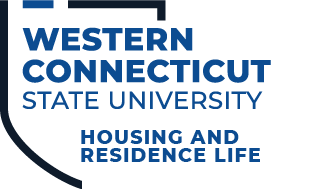 WESTERN
CONNECTICUT
STATE UNIVERSITY
HOUSING AND
RESIDENCE LIFE